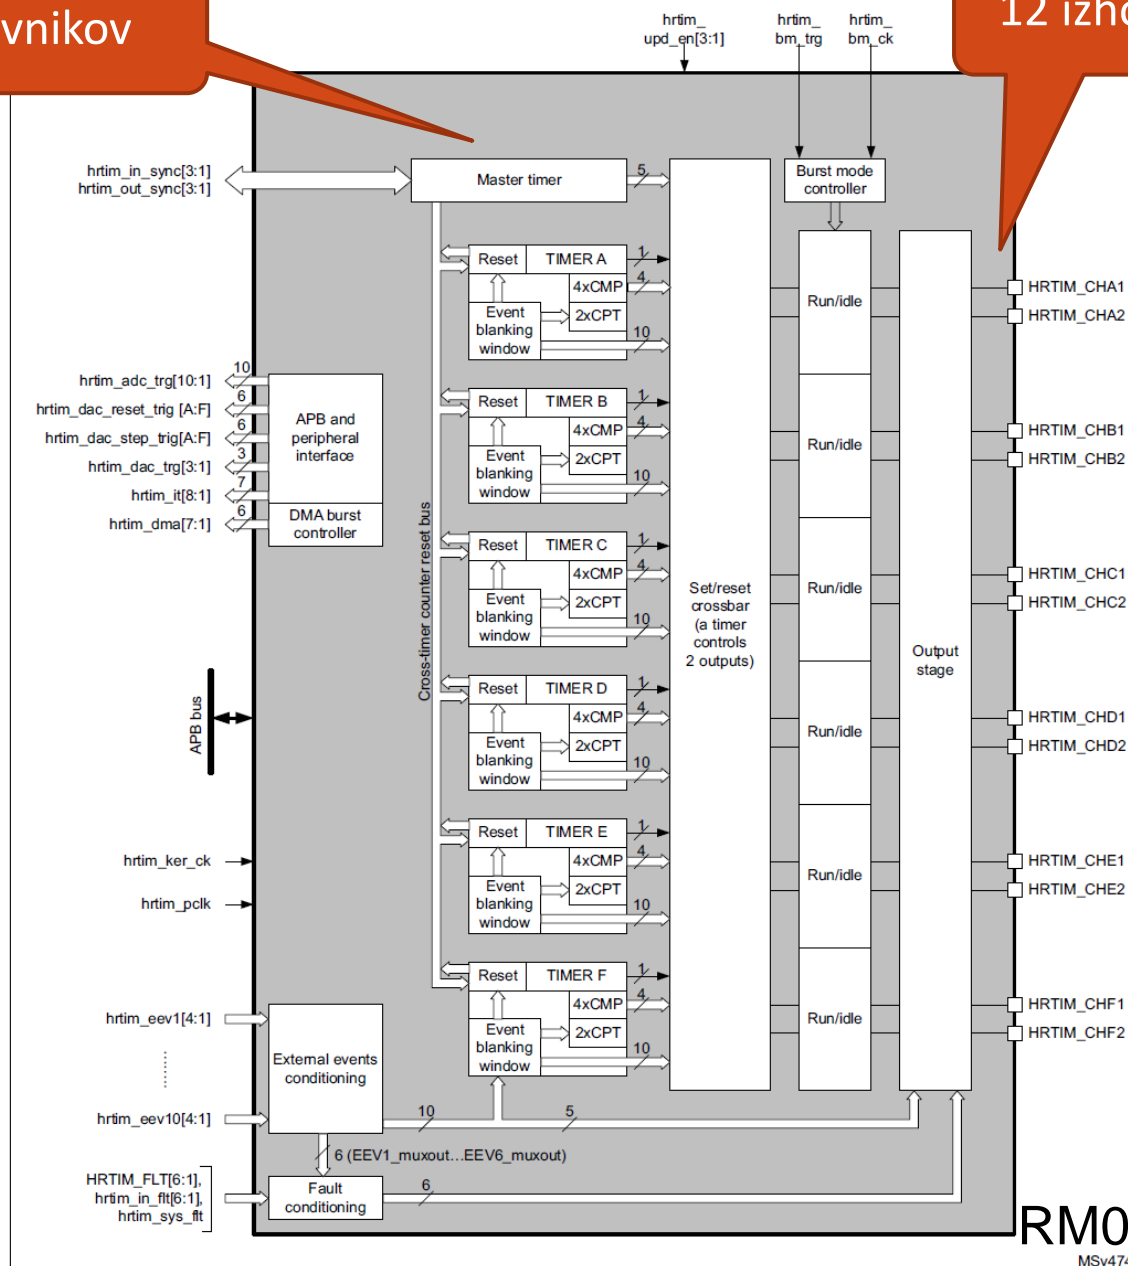 vnikov
12 izho
hrtim_
upd_en[3:1]
hrtim_
bm_trg
hrtim_
bm_ck
hrtim_in_sync[3:1]
hrtim_out_sync[3:1]
Master timer
5
Burst mode
controller
Reset
TIMER A
1
4xCMP
4
Event
blanking
window
2xCPT
10
Run/idle
HRTIM_CHA1
HRTIM_CHA2
hrtim_adc_trg[10:1]
10
hrtim_dac_reset_trig [A:F]
6
hrtim_dac_step_trig[A:F]
6
hrtim_dac_trg[3:1]
3
hrtim_it[8:1]
7
hrtim_dma[7:1]
6
APB and
peripheral
interface
DMA burst
controller
Reset
TIMER B
1
4xCMP
4
Event
blanking
window
2xCPT
10
Run/idle
HRTIM_CHB1
HRTIM_CHB2
Cross-timer counter reset bus
Reset
TIMER C
1
4xCMP
4
Event
blanking
window
2xCPT
10
Set/reset
crossbar
(a timer
controls
2 outputs)
Run/idle
Output
stage
HRTIM_CHC1
HRTIM_CHC2
APB bus
Reset
TIMER D
1
4xCMP
4
Event
blanking
window
2xCPT
10
Run/idle
HRTIM_CHD1
HRTIM_CHD2
hrtim_ker_ck
hrtim_pclk
Reset
TIMER E
1
4xCMP
4
Event
blanking
window
2xCPT
10
Run/idle
HRTIM_CHE1
HRTIM_CHE2
Reset
TIMER F
1
4xCMP
4
Event
blanking
window
2xCPT
10
Run/idle
HRTIM_CHF1
HRTIM_CHF2
hrtim_eev1[4:1]
hrtim_eev10[4:1]
External events
conditioning
10
5
6 (EEV1_muxout...EEV6_muxout)
HRTIM_FLT[6:1],
hrtim_in_flt[6:1],
hrtim_sys_flt
Fault
conditioning
6
RM0
MSv474